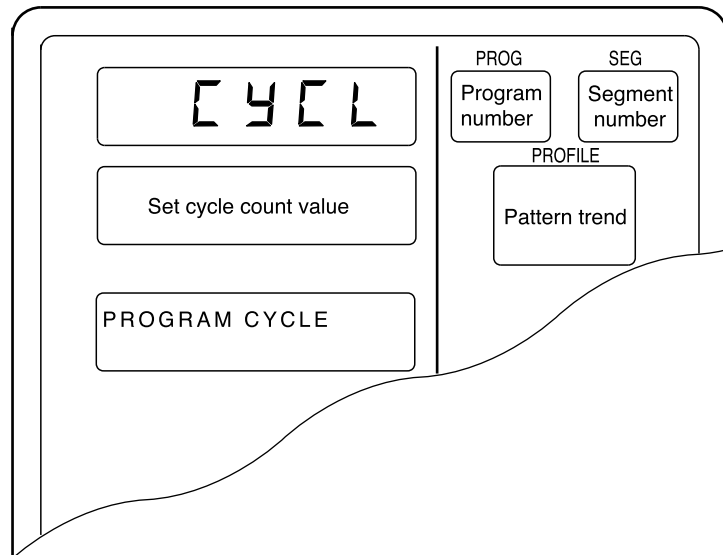 CYCL
Set cycle count value
PROGRAM CYCLE
PROG
SEG
Program
number
Segment
number
PROFILE
Pattern trend